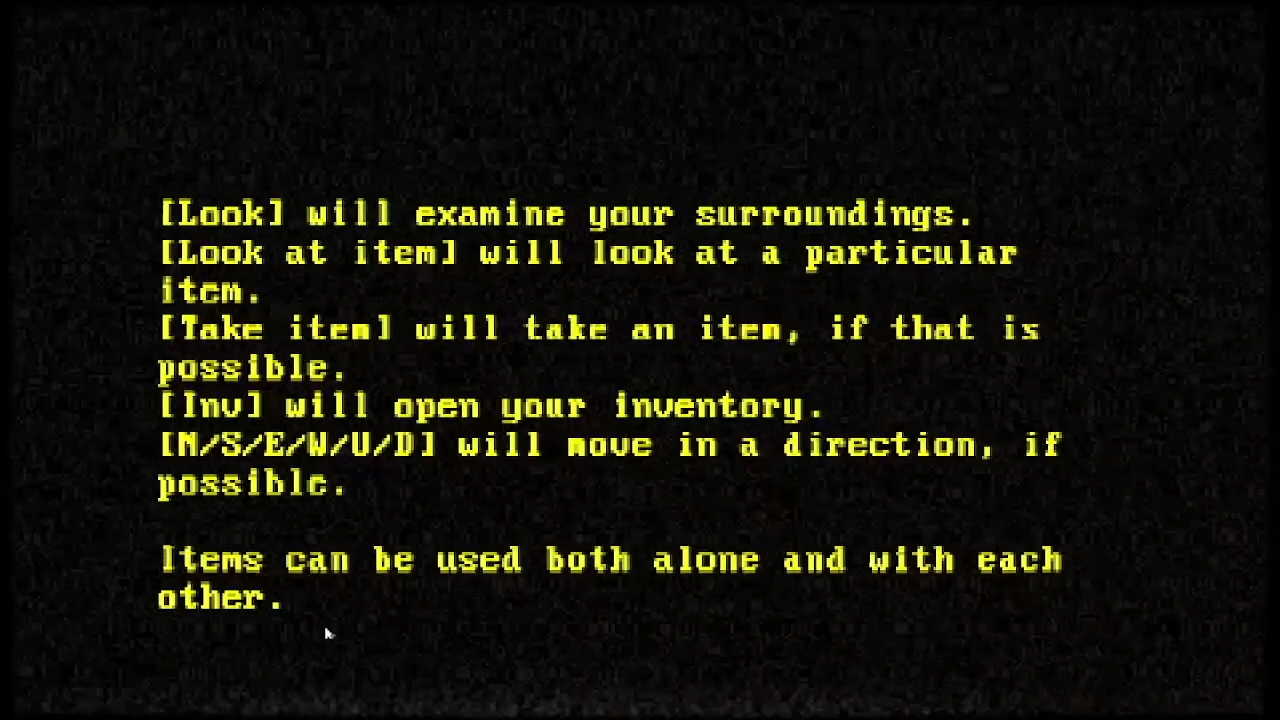 [Look] will examine your surroundings.
[Look at item] will look at a particular
item.
[Take item] will take an item, if that is
possible.
[Inv] will open your inventory.
[N/S/E/W/U/D] will move in a direction, if
possible.
Items can be used both alone and with each
other.